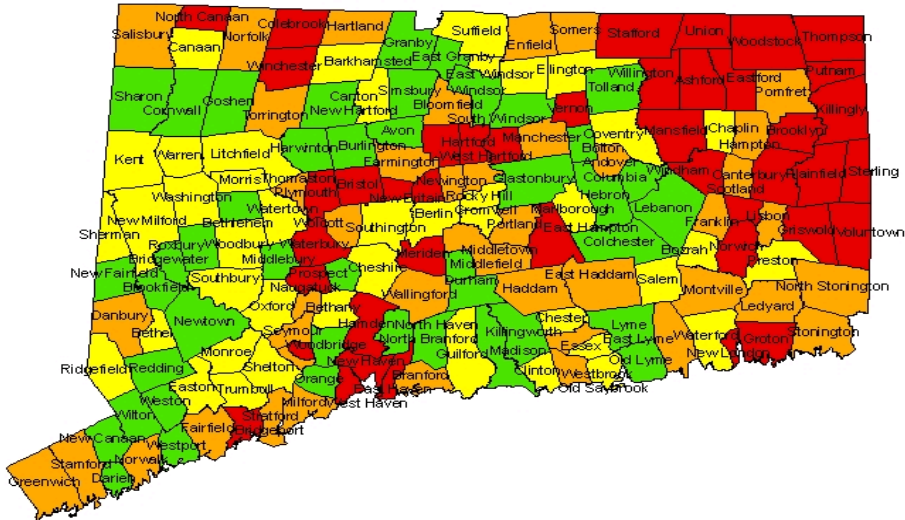 North Canaan
Colebrook
Hartland
Suffield
Salisbury
Norfolk
Granby
Enfield
Somers
Stafford
Union
Woodstock
Thompson
Canaan
East Granby
Winchester
Barkhamsted
East Windsor
Ellington
Willington
Ashford
Eastford
Putnam
Sharon
Cornwall
Goshen
Canton
Simsbury
Windsor
Tolland
Pomfret
Bloomfield
Killingly
Torrington
New Hartford
South Windsor
Vernon
Avon
Manchester
Coventry
Mansfield
Chaplin
Brooklyn
Hartford
Hampton
Kent
Warren
Litchfield
Harwinton
Burlington
West Hartford
Bolton
Farmington
Andover
Windham
Canterbury
Plainfield
Sterling
Morris
Thomaston
Newington
Glastonbury
Columbia
Scotland
Plymouth
Bristol
Washington
New Britain
Rocky Hill
Hebron
Watertown
Berlin
Cromwell
Marlborough
Lebanon
Lisbon
New Milford
Bethlehem
Wolcott
Southington
Portland
East Hampton
Franklin
Griswold
Voluntown
Sherman
Roxbury
Woodbury
Waterbury
Colchester
Norwich
Bridgewater
Middlebury
Meriden
Middletown
Bozrah
Preston
Middlefield
New Fairfield
Prospect
Cheshire
East Haddam
Southbury
Durham
Salem
Brookfield
Naugatuck
Wallingford
Haddam
Montville
North Stonington
Oxford
Bethany
Ledyard
Danbury
Newtown
Hamden
North Haven
Killingworth
Chester
Lyme
Bethel
Seymour
Woodbridge
North Branford
Essex
East Lyme
Waterford
Groton
Stonington
Monroe
Guilford
Madison
New London
Ridgefield
Redding
Shelton
New Haven
Old Lyme
Orange
Branford
Clinton
Westbrook
Easton
Trumbull
East Haven
Old Saybrook
Weston
Milford
West Haven
Wilton
Stratford
Fairfield
Bridgeport
New Canaan
Westport
Norwalk
Stamford
Darien
Greenwich